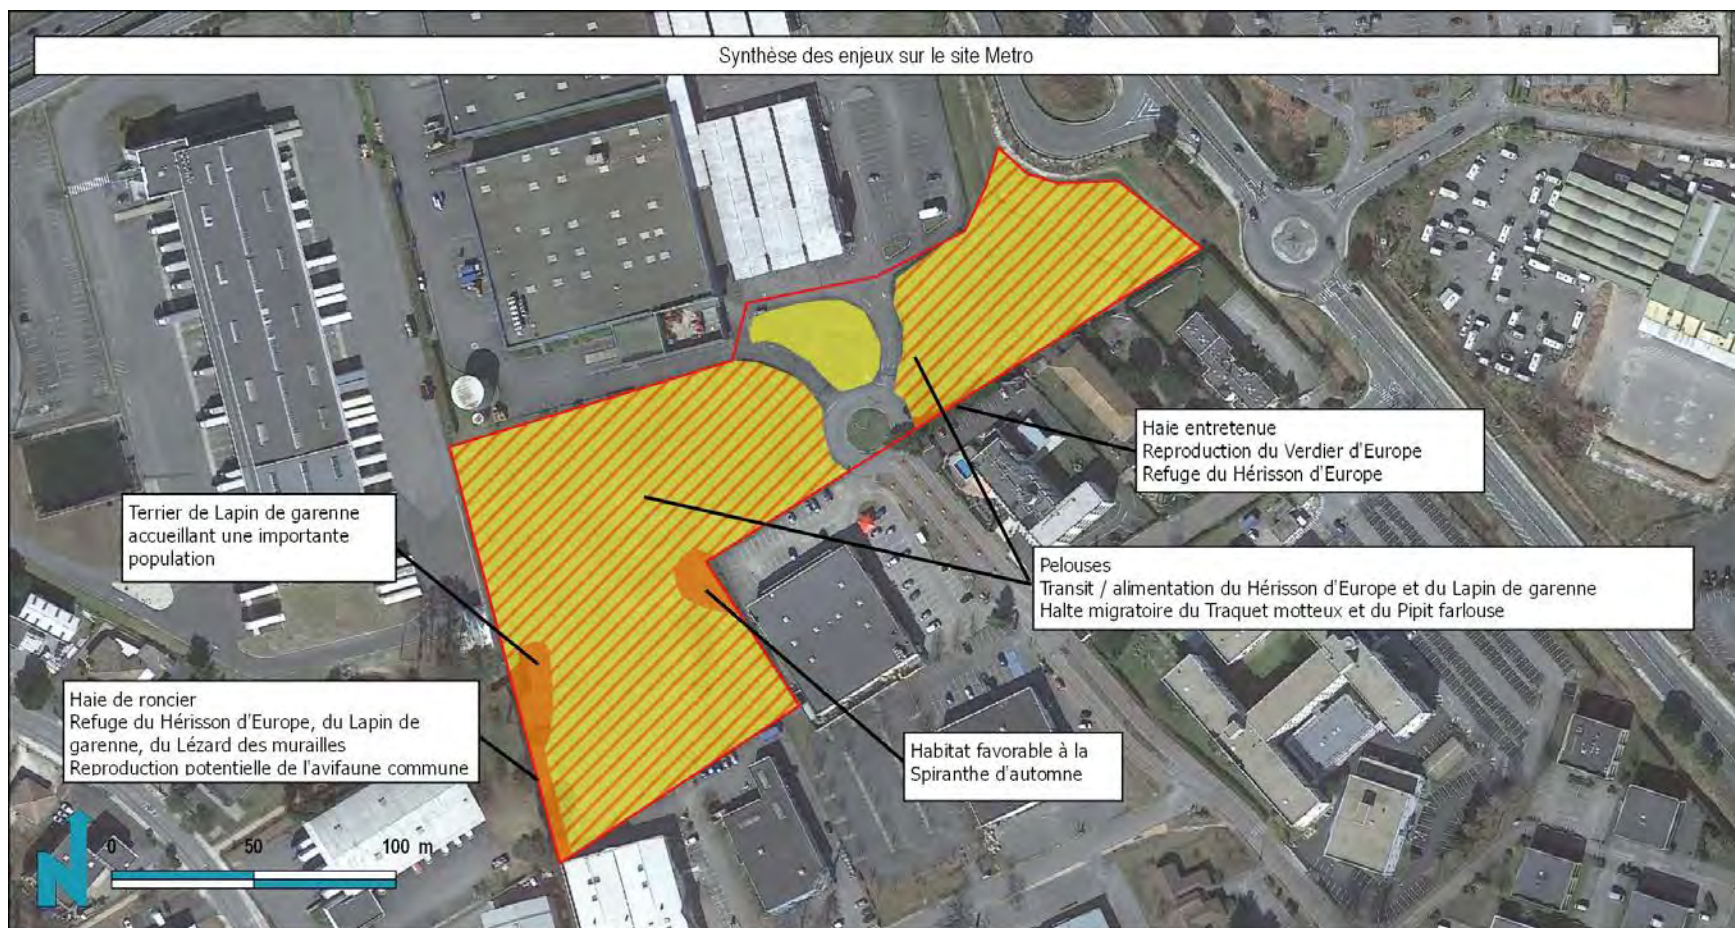 Synthèse des enjeux sur le site Metro
Haie entretenue
Reproduction du Verdier d'Europe
Refuge du Hérisson d'Europe
Terrier de Lapin de garenne
accueillant une importante
population
Pelouses
Transit / alimentation du Hérisson d'Europe et du Lapin de garenne
Halte migratoire du Traquet motteux et du Pipit farlouse
Haie de roncier
Refuge du Hérisson d'Europe, du Lapin de
garenne, du Lézard des murailles
Reproduction potentielle de l'avifaune commune
Habitat favorable à la
Spiranthe d'automne
0 50 100 m
N